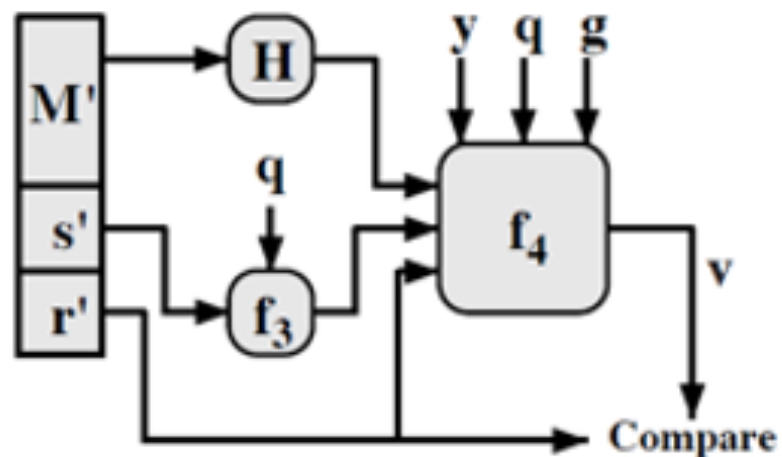 y q g
M' H
q
s' f₄
v
r' f₃
Compare